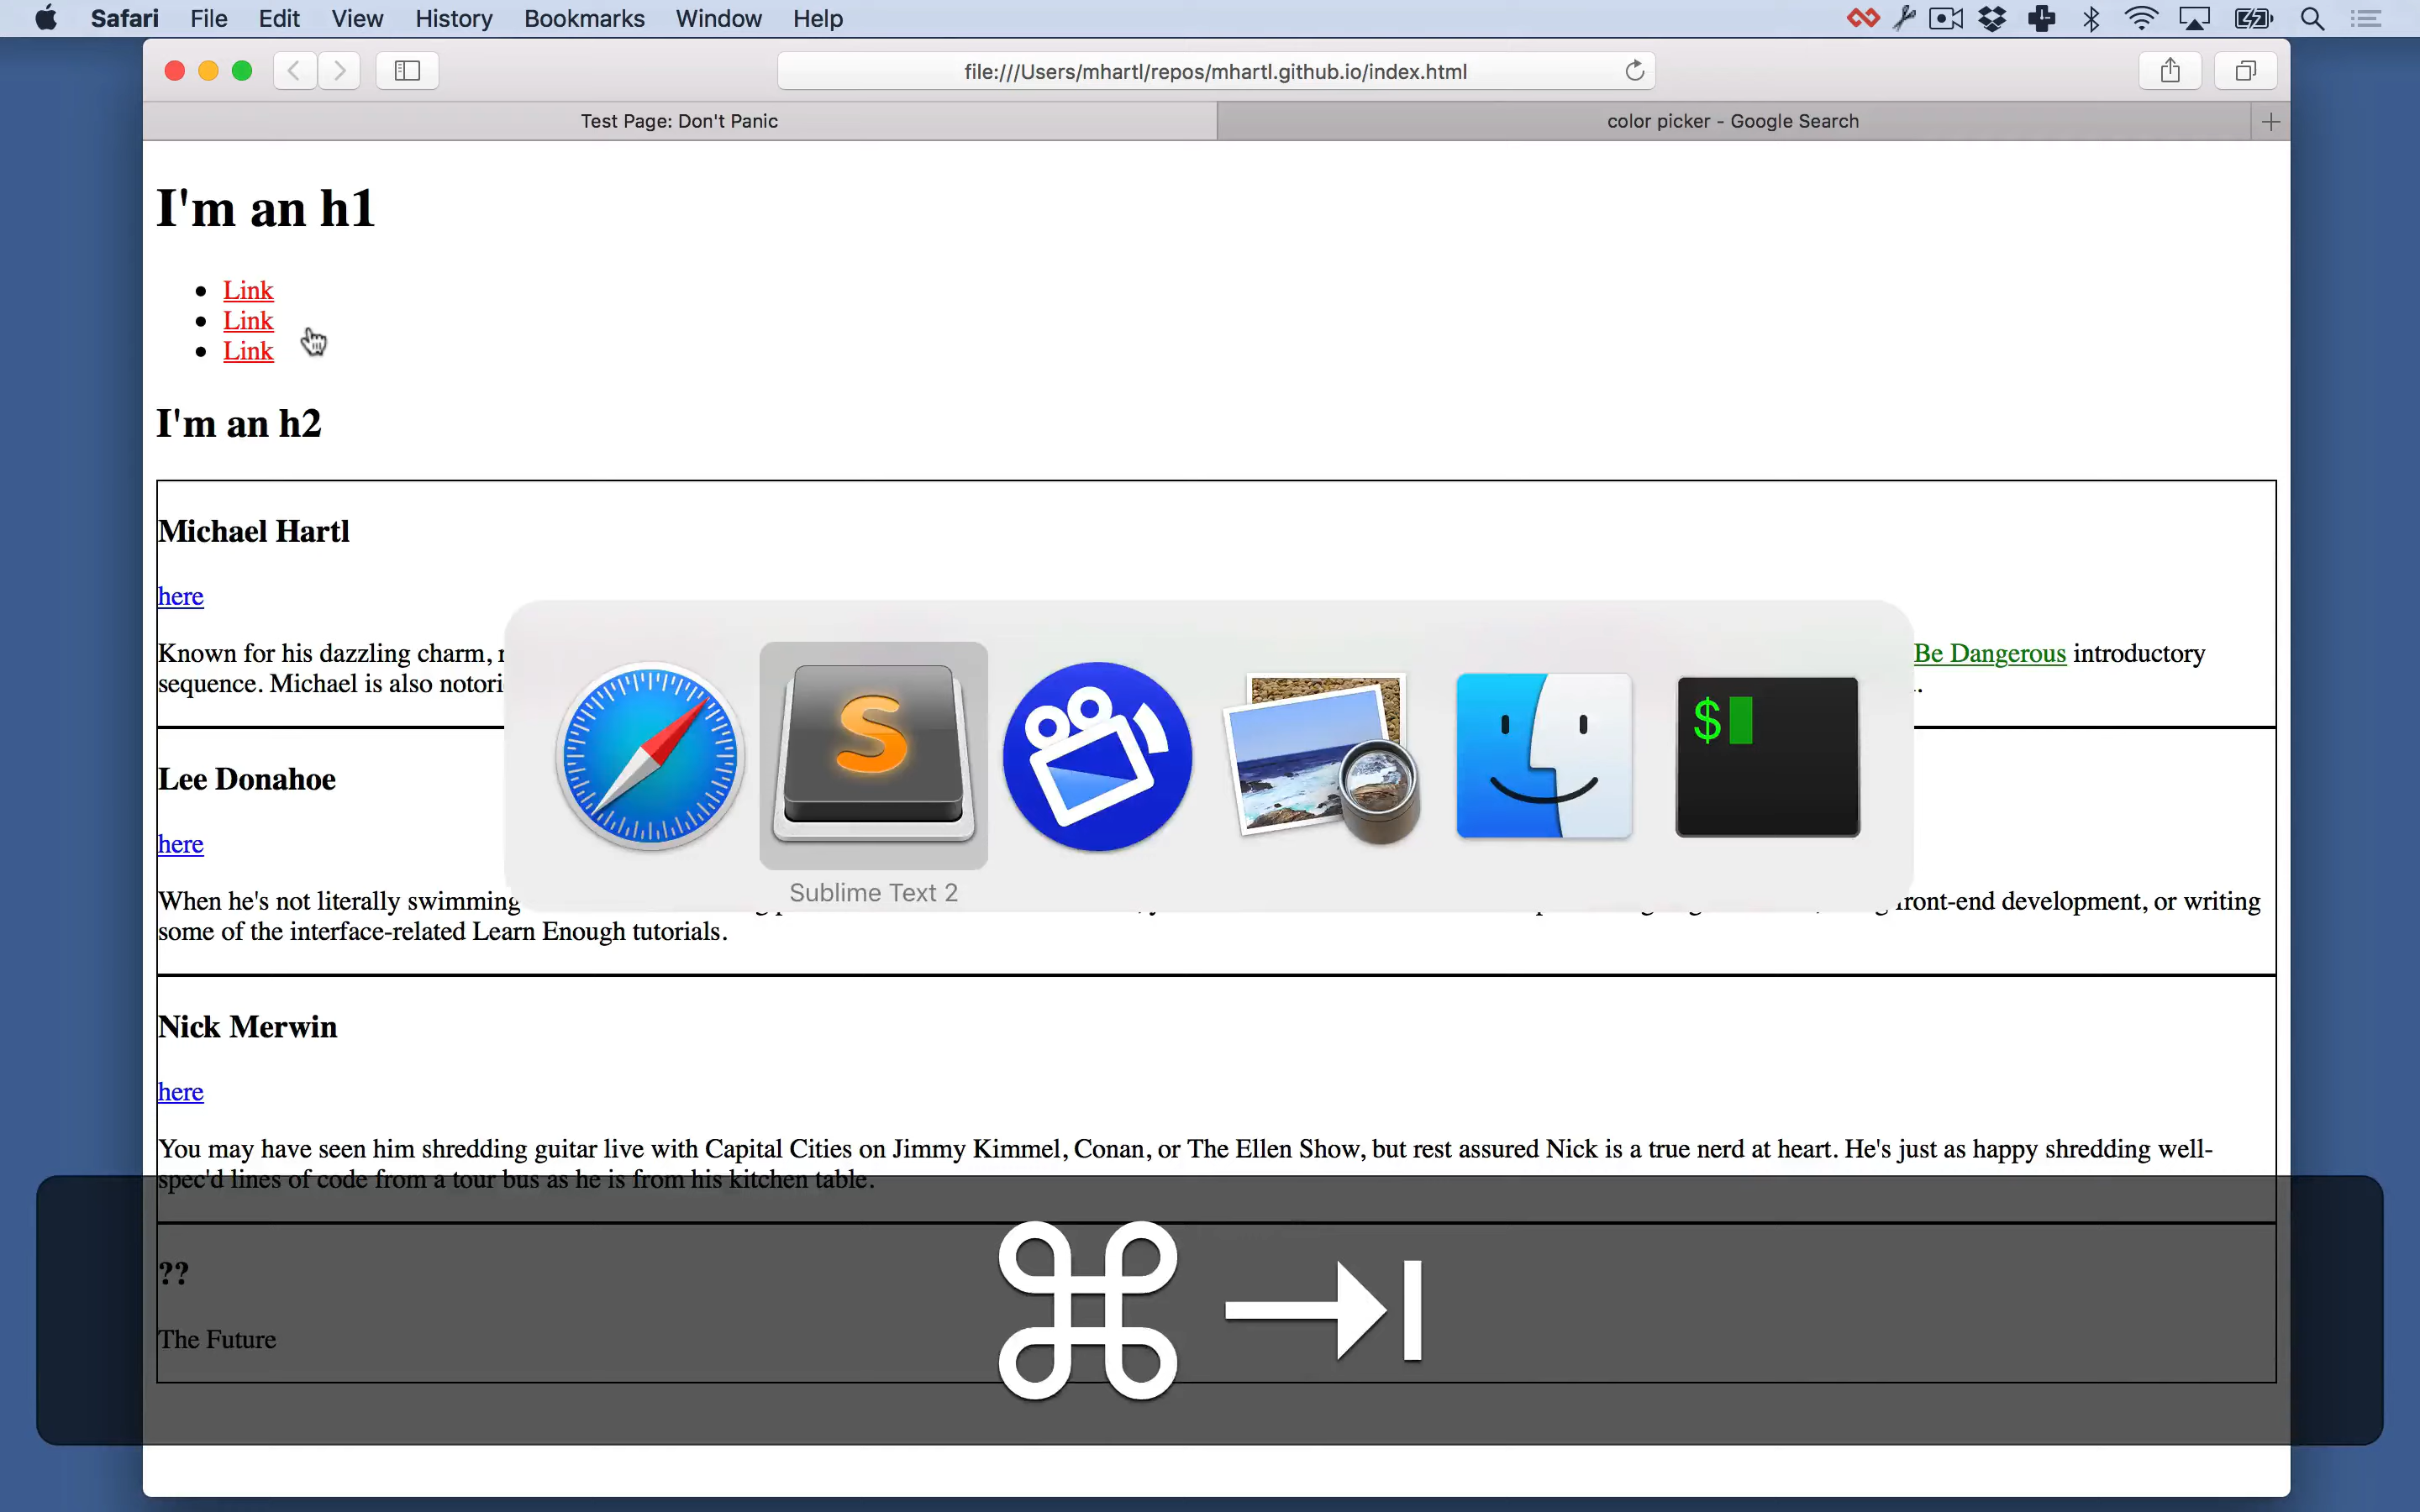 Safari File Edit View History Bookmarks Window Help
file:///Users/mhartl/repos/mhartl.github.io/index.html
Test Page: Don't Panic
color picker - Google Search
I'm an h1
Link
Link
Link
I'm an h2
Michael Hartl
here
Known for his dazzling charm, Be Dangerous introductory
sequence. Michael is also
Lee Donahoe
here
When he's not literally swimming front-end development, or writing
some of the interface-related Learn Enough tutorials.
Nick Merwin
here
You may have seen him shredding guitar live with Capital Cities on Jimmy Kimmel, Conan, or The Ellen Show, but rest assured Nick is a true nerd at heart. He's just as happy shredding well-
spec'd lines of code from a tour bus as he is from his kitchen table.
??
The Future
S
$
Sublime Text 2
⌘ ⇥